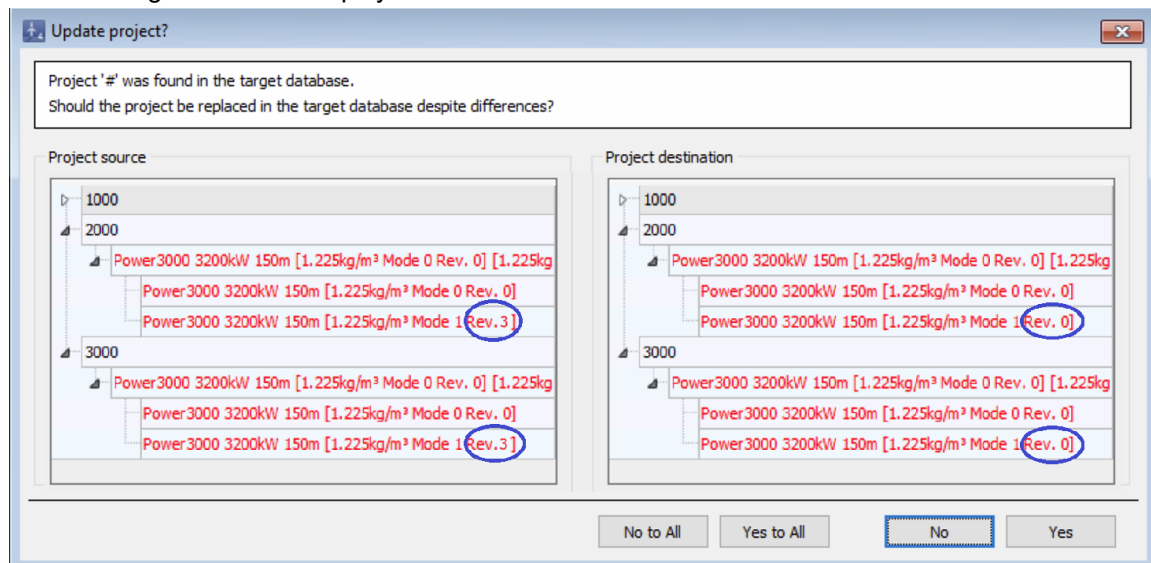 Update project?
Project '#' was found in the target database.
Should the project be replaced in the target database despite differences?
Project source
1000
2000
Power3000 3200kW 150m [1.225kg/m³ Mode 0 Rev. 0] [1.225kg
Power3000 3200kW 150m [1.225kg/m³ Mode 0 Rev. 0]
Power3000 3200kW 150m [1.225kg/m³ Mode 1 Rev.3 ]
3000
Power3000 3200kW 150m [1.225kg/m³ Mode 0 Rev. 0] [1.225kg
Power3000 3200kW 150m [1.225kg/m³ Mode 0 Rev. 0]
Power3000 3200kW 150m [1.225kg/m³ Mode 1 Rev.3 ]
Project destination
1000
2000
Power3000 3200kW 150m [1.225kg/m³ Mode 0 Rev. 0] [1.225kg
Power3000 3200kW 150m [1.225kg/m³ Mode 0 Rev. 0]
Power3000 3200kW 150m [1.225kg/m³ Mode 1 Rev. 0]
3000
Power3000 3200kW 150m [1.225kg/m³ Mode 0 Rev. 0] [1.225kg
Power3000 3200kW 150m [1.225kg/m³ Mode 0 Rev. 0]
Power3000 3200kW 150m [1.225kg/m³ Mode 1 Rev. 0]
No to All Yes to All No Yes